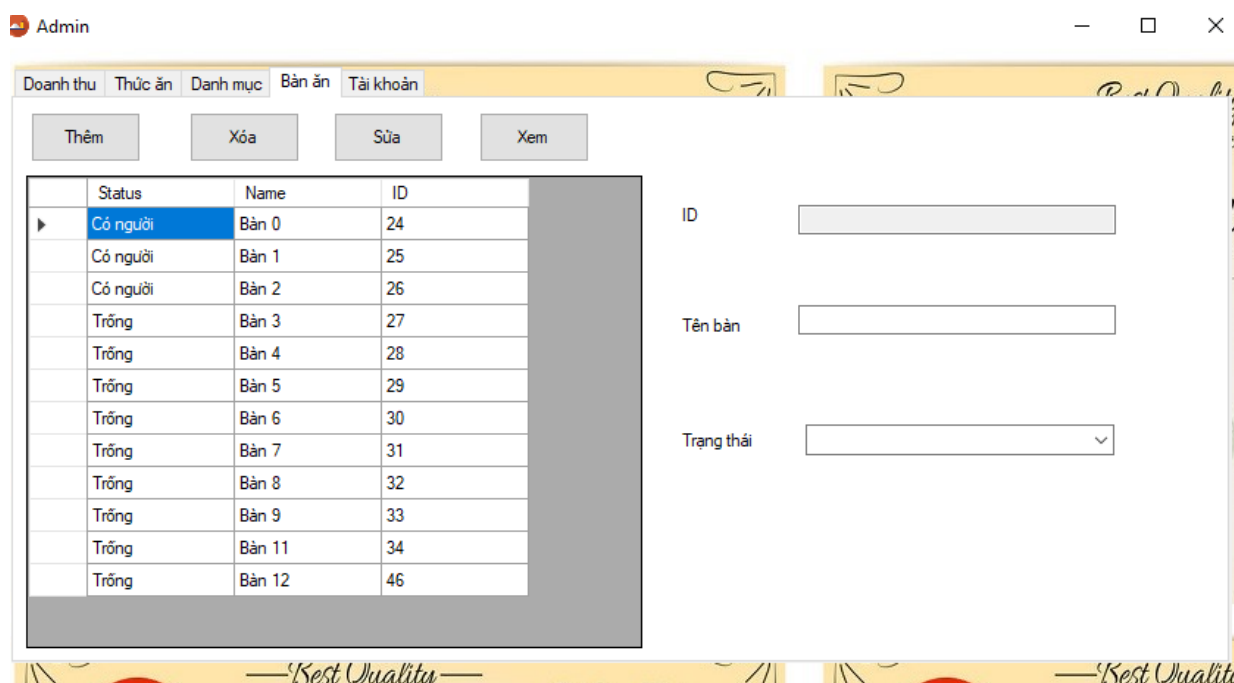 Admin
Doanh thu Thức ăn Danh mục Bàn ăn Tài khoản
Thêm Xóa Sửa Xem
Status Name ID
Có người Bàn 0 24
Có người Bàn 1 25
Có người Bàn 2 26
Trống Bàn 3 27
Trống Bàn 4 28
Trống Bàn 5 29
Trống Bàn 6 30
Trống Bàn 7 31
Trống Bàn 8 32
Trống Bàn 9 33
Trống Bàn 11 34
Trống Bàn 12 46
ID
Tên bàn
Trạng thái
Best Quality
Best